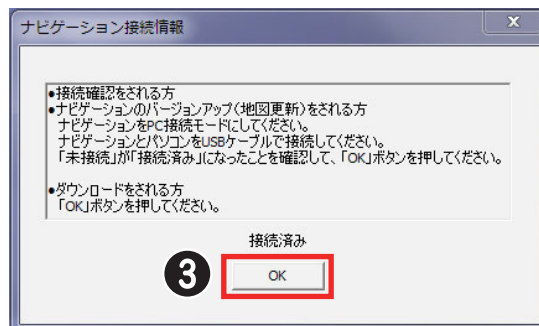 ナビゲーション接続情報
●接続確認をされる方
●ナビゲーションのバージョンアップ(地図更新)をされる方
ナビゲーションをPC接続モードにしてください。
ナビゲーションとパソコンをUSBケーブルで接続してください。
「未接続」が「接続済み」になったことを確認して、「OK」ボタンを押してください。
●ダウンロードをされる方
「OK」ボタンを押してください。
接続済み
3 OK